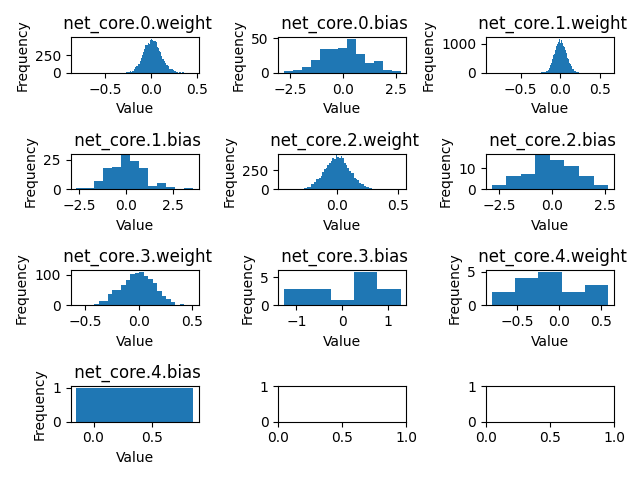 net_core.0.weight net_core.0.bias net_core.1.weight
Frequency 250 0 Frequency 50 0 Frequency 1000 0
−0.5 0.0 0.5 −2.5 0.0 2.5 −0.5 0.0 0.5
Value Value Value
net_core.1.bias net_core.2.weight net_core.2.bias
Frequency 25 0 Frequency 250 0 Frequency 10 0
−2.5 0.0 2.5 0.0 0.5 −2.5 0.0 2.5
Value Value Value
net_core.3.weight net_core.3.bias net_core.4.weight
Frequency 100 0 Frequency 5 0 Frequency 5 0
−0.5 0.0 0.5 −1 0 1 −0.5 0.0 0.5
Value Value Value
net_core.4.bias
Frequency 1 0 1 0 1 0
0.0 0.5 0.0 0.5 1.0 0.0 0.5 1.0
Value